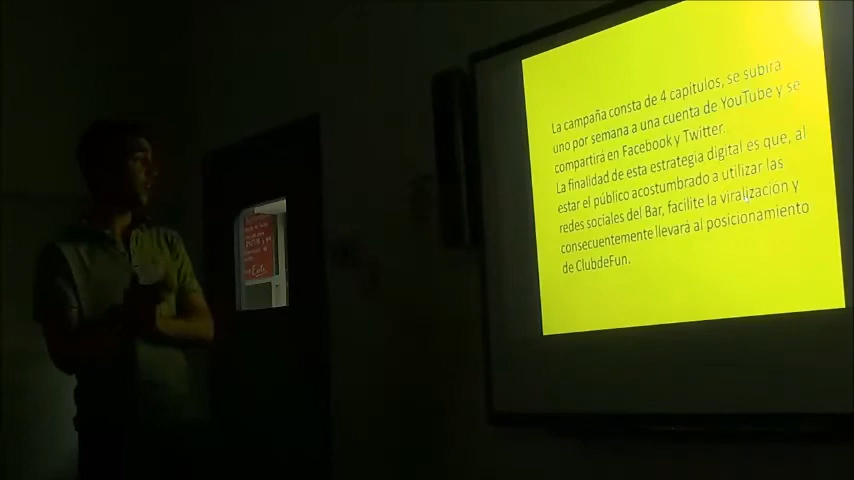 La campaña consta de 4 capítulos, se subira
uno por semana a una cuenta de YouTube y se
compartirá en Facebook y Twitter.
La finalidad de esta estrategia digital es que, al
estar el público acostumbrado a utilizar las
redes sociales del Bar, facilite la viralización y
consecuentemente llevará al posicionamiento
de ClubdeFun.